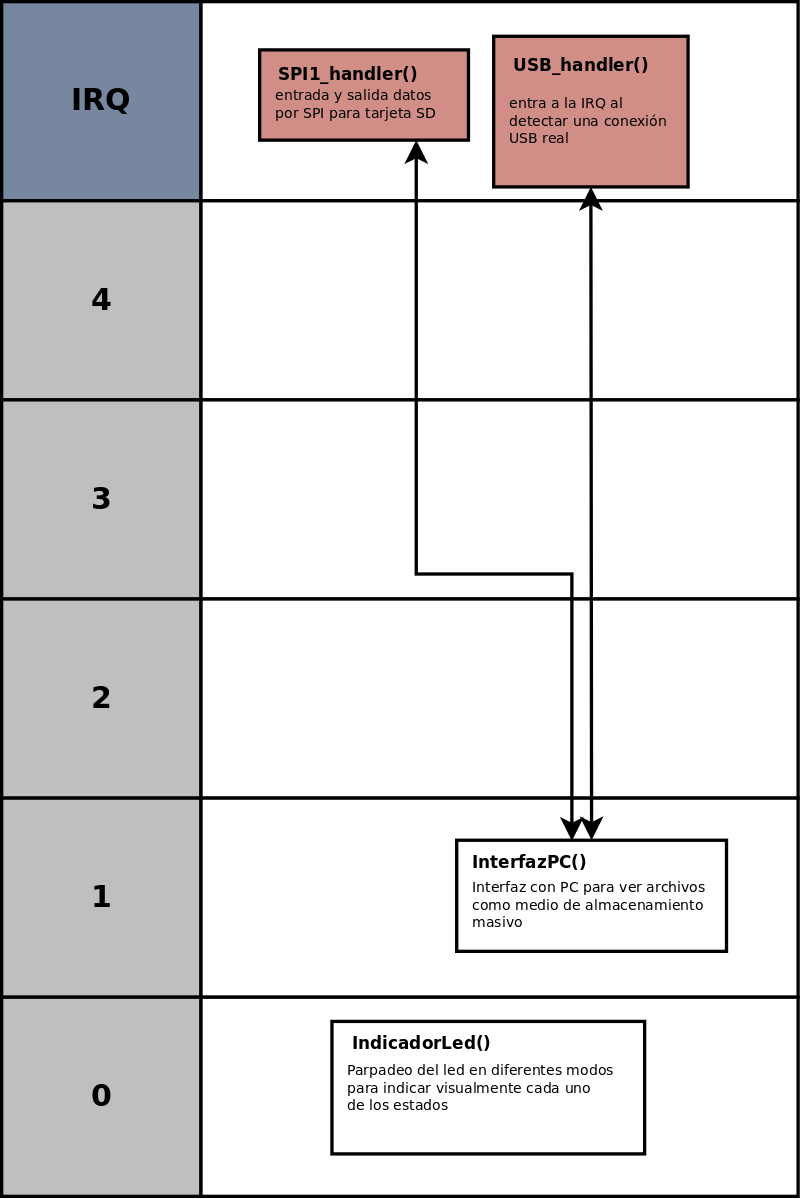 IRQ
SPI1_handler()
entrada y salida datos
por SPI para tarjeta SD
USB_handler()
entra a la IRQ al
detectar una conexión
USB real
4
3
2
1
InterfazPC()
Interfaz con PC para ver archivos
como medio de almacenamiento
masivo
0
IndicadorLed()
Parpadeo del led en diferentes modos
para indicar visualmente cada uno
de los estados